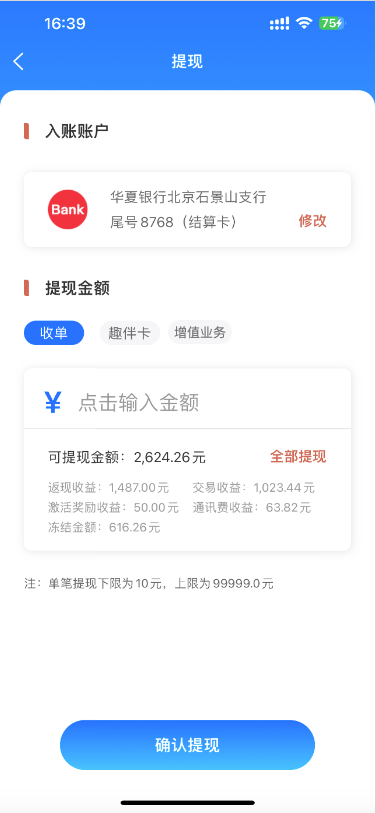 16:39
75
提现
入账账户
Bank
华夏银行北京石景山支行
尾号8768（结算卡）
修改
提现金额
收单 趣伴卡 增值业务
¥ 点击输入金额
可提现金额：2,624.26元 全部提现
返现收益：1,487.00元 交易收益：1,023.44元
激活奖励收益：50.00元 通讯费收益：63.82元
冻结金额：616.26元
注：单笔提现下限为10元，上限为99999.0元
确认提现